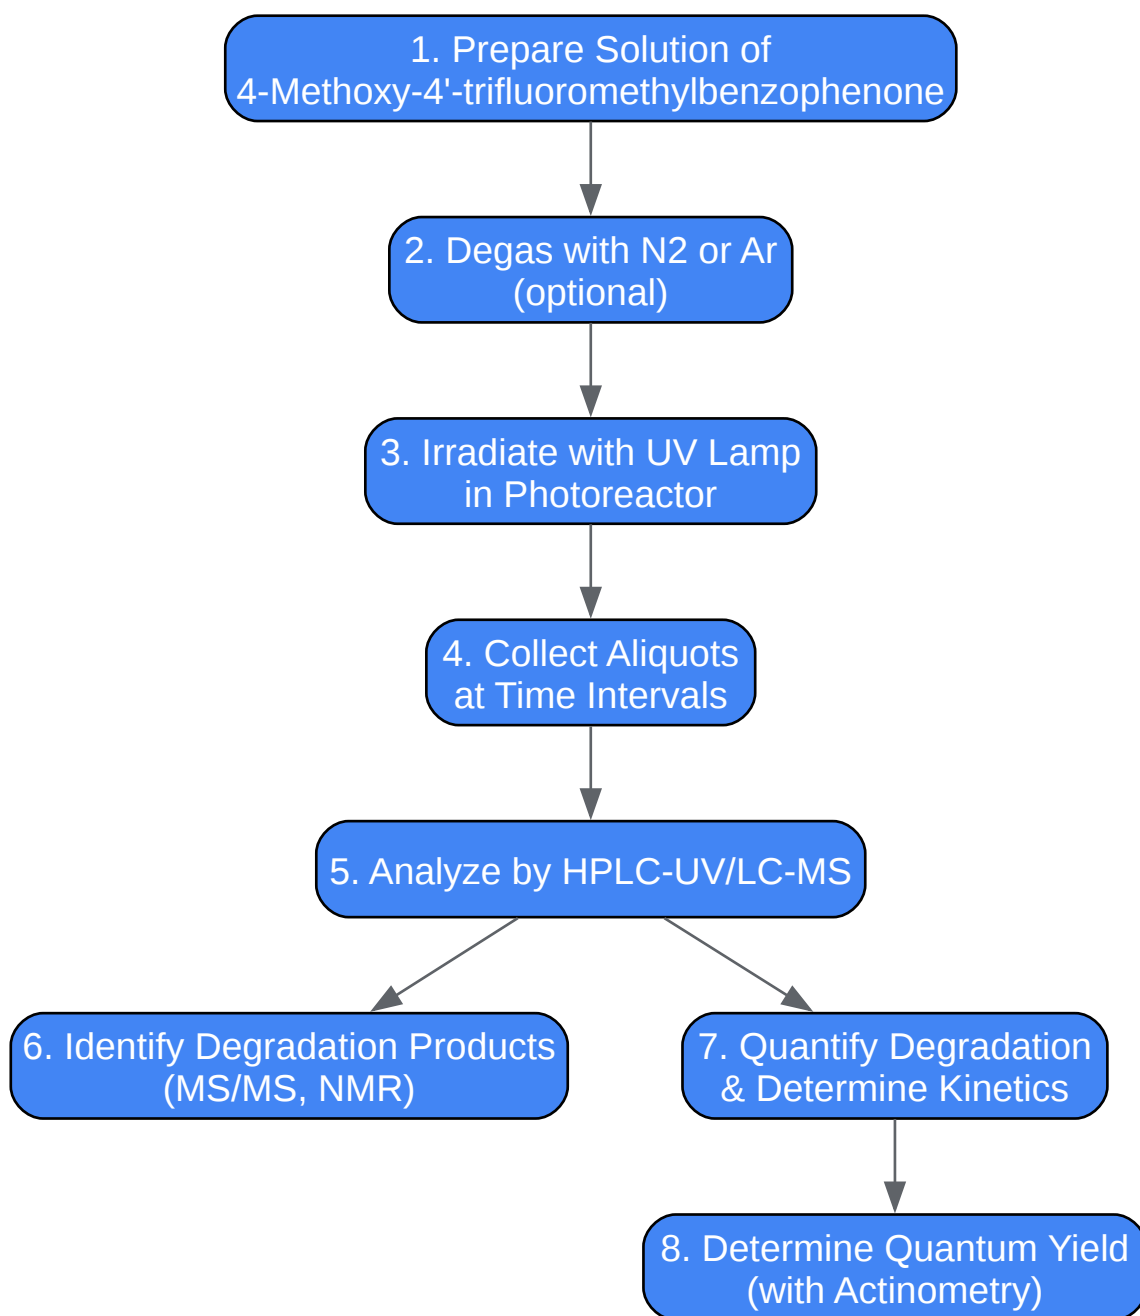 1. Prepare Solution of
4-Methoxy-4'-trifluoromethylbenzophenone
2. Degas with N2 or Ar
(optional)
3. Irradiate with UV Lamp
in Photoreactor
4. Collect Aliquots
at Time Intervals
5. Analyze by HPLC-UV/LC-MS
6. Identify Degradation Products
(MS/MS, NMR)
7. Quantify Degradation
& Determine Kinetics
8. Determine Quantum Yield
(with Actinometry)